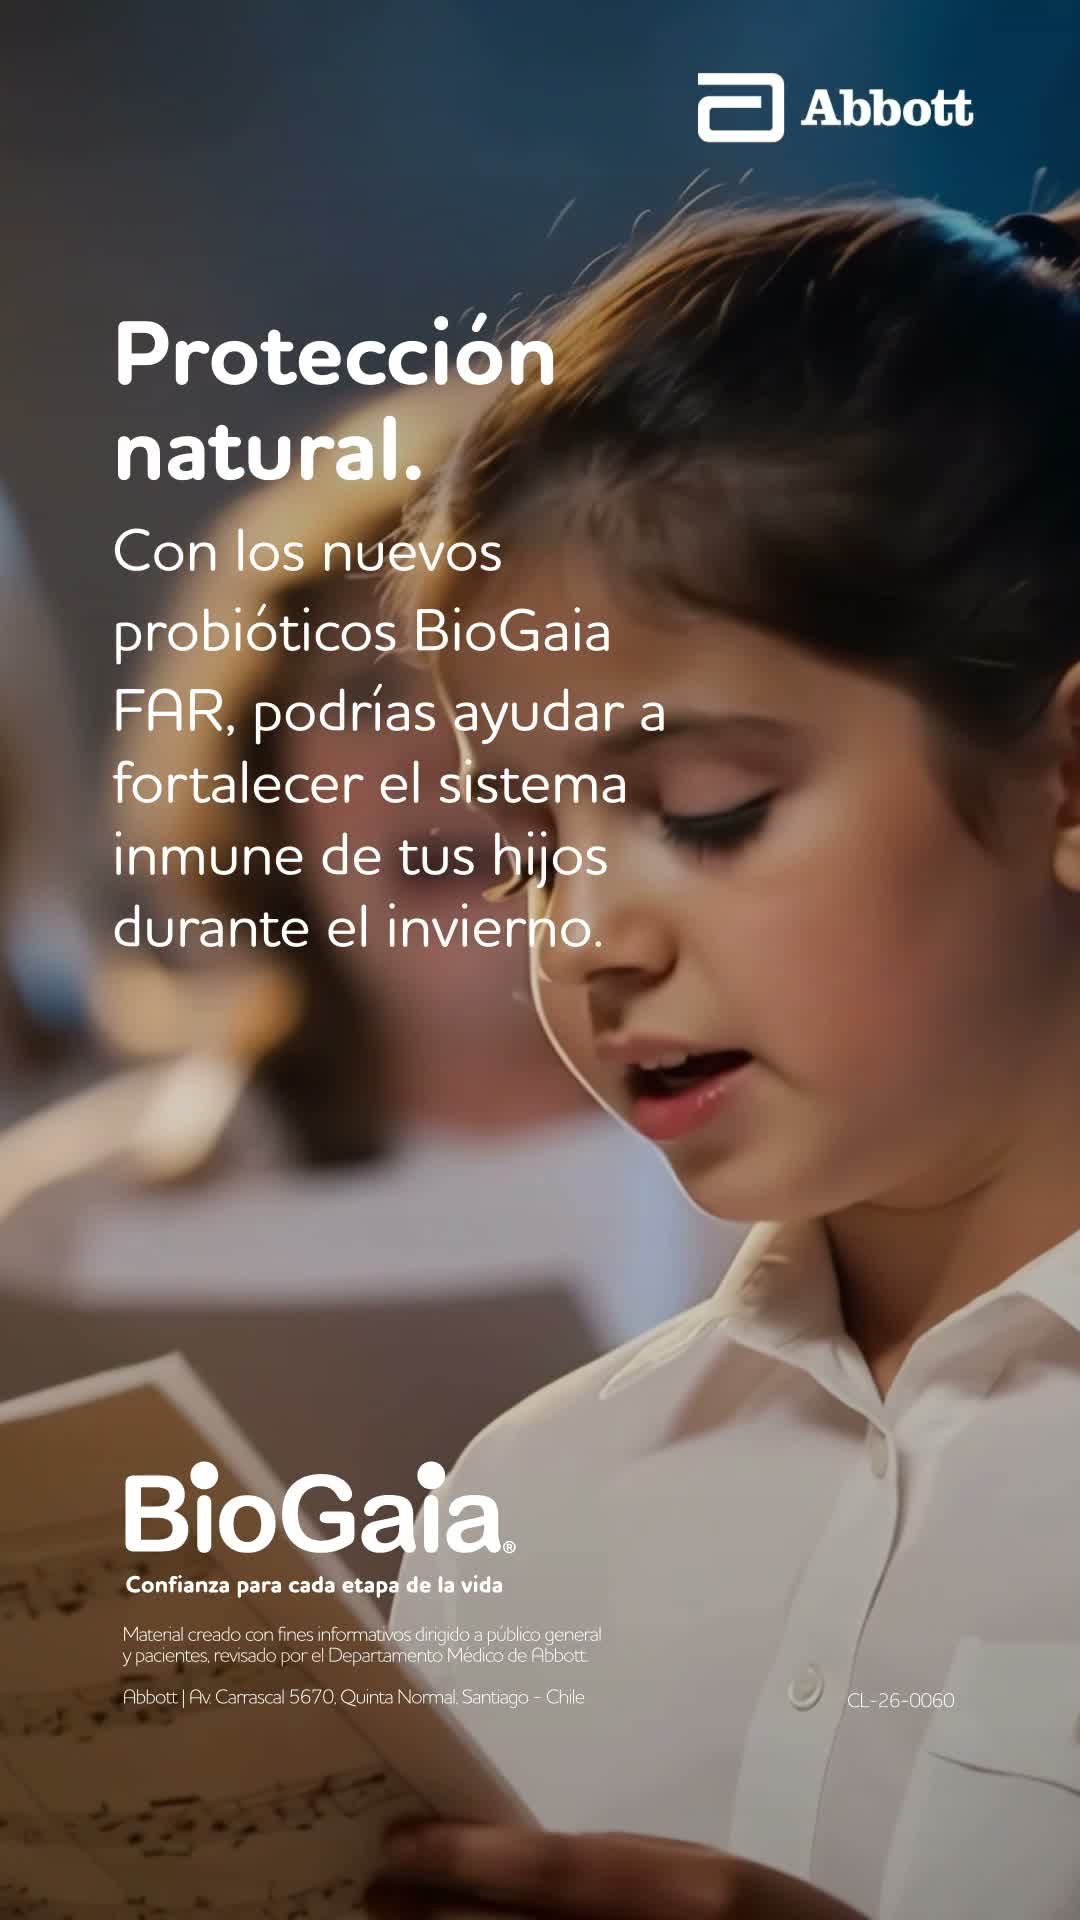 Abbott
Protección
natural.
Con los nuevos
probióticos BioGaia
FAR, podrías ayudar a
fortalecer el sistema
inmune de tus hijos
durante el invierno.
BioGaia®
Confianza para cada etapa de la vida
Material creado con fines informativos dirigido a público general
y pacientes, revisado por el Departamento Médico de Abbott.
Abbott | Av. Carrascal 5670, Quinta Normal, Santiago - Chile
CL-26-0060